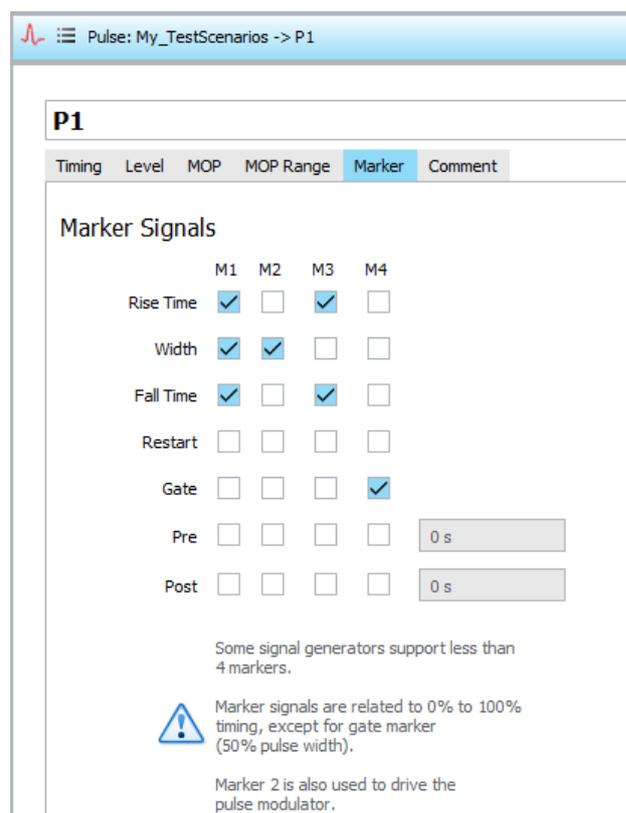 Pulse: My_TestScenarios -> P1
P1
Timing Level MOP MOP Range Marker Comment
Marker Signals
M1 M2 M3 M4
Rise Time
Width
Fall Time
Restart
Gate
Pre 0 s
Post 0 s
Some signal generators support less than
4 markers.
Marker signals are related to 0% to 100%
timing, except for gate marker
(50% pulse width).
Marker 2 is also used to drive the
pulse modulator.